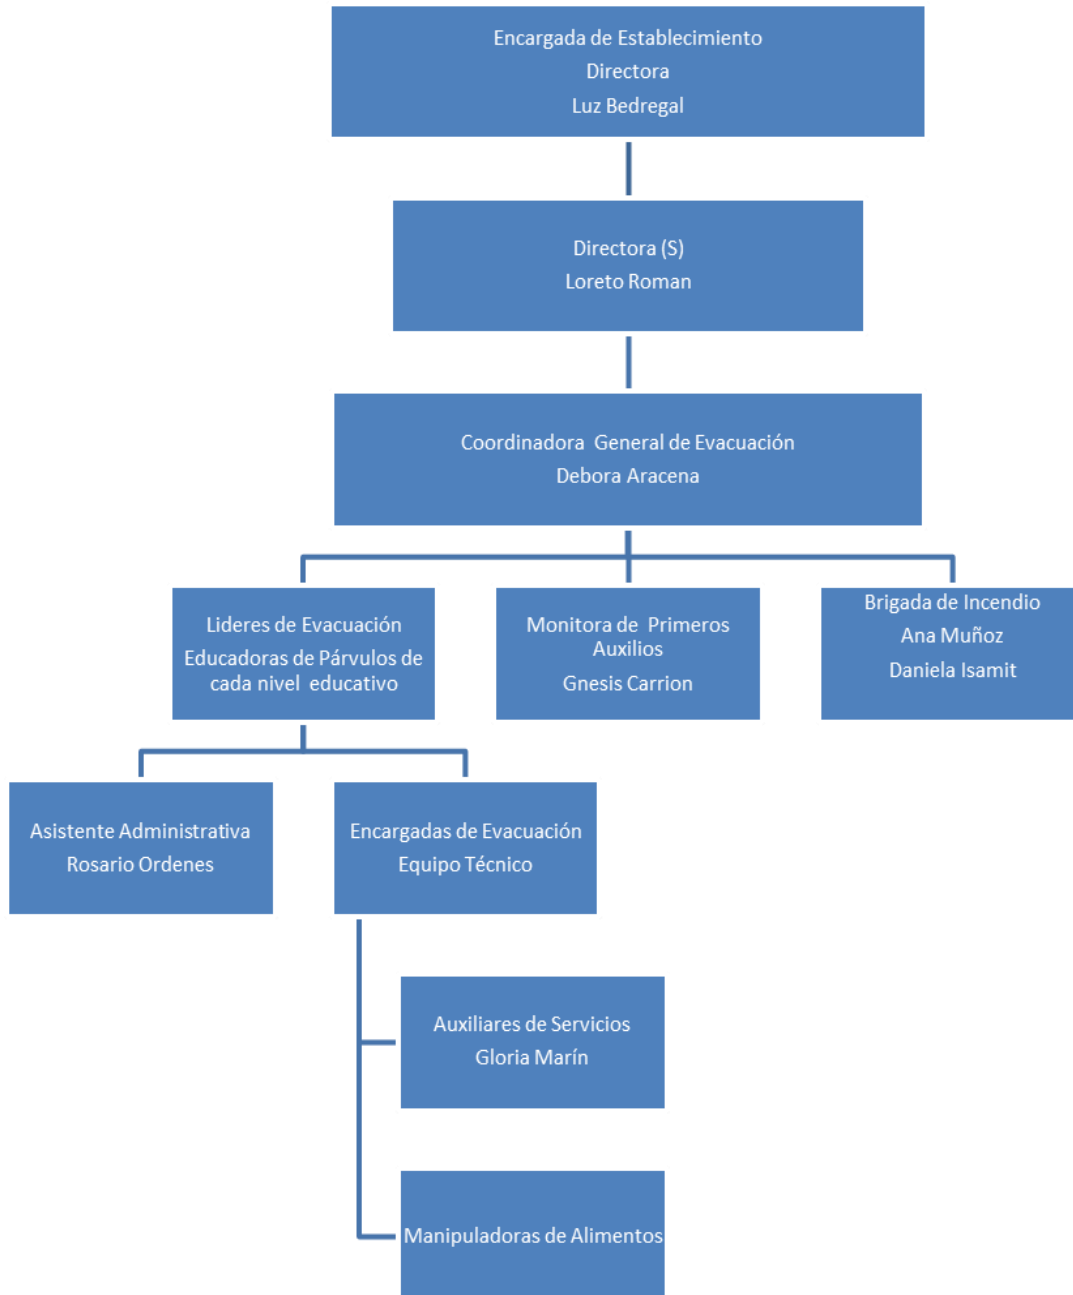 Encargada de Establecimiento
Directora
Luz Bedregal
Directora (S)
Loreto Roman
Coordinadora General de Evacuación
Debora Aracena
Lideres de Evacuación
Educadoras de Párvulos de
cada nivel educativo
Monitora de Primeros
Auxilios
Gnesis Carrion
Brigada de Incendio
Ana Muñoz
Daniela Isamit
Asistente Administrativa
Rosario Ordenes
Encargadas de Evacuación
Equipo Técnico
Auxiliares de Servicios
Gloria Marín
Manipuladoras de Alimentos